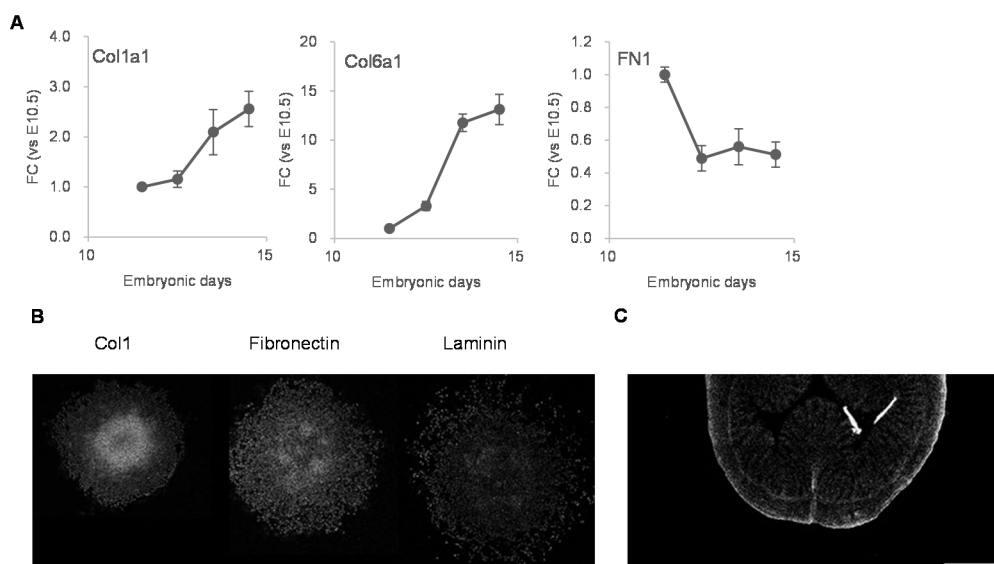 A
4.0
3.0
2.0
1.0
0.0
FC (vs E10.5)
Col1a1
10
15
Embryonic days
20
15
10
5
0
FC (vs E10.5)
Col6a1
10
15
Embryonic days
1.2
1.0
0.8
0.6
0.4
0.2
0.0
FC (vs E10.5)
FN1
10
15
Embryonic days
B
Col1
Fibronectin
Laminin
C